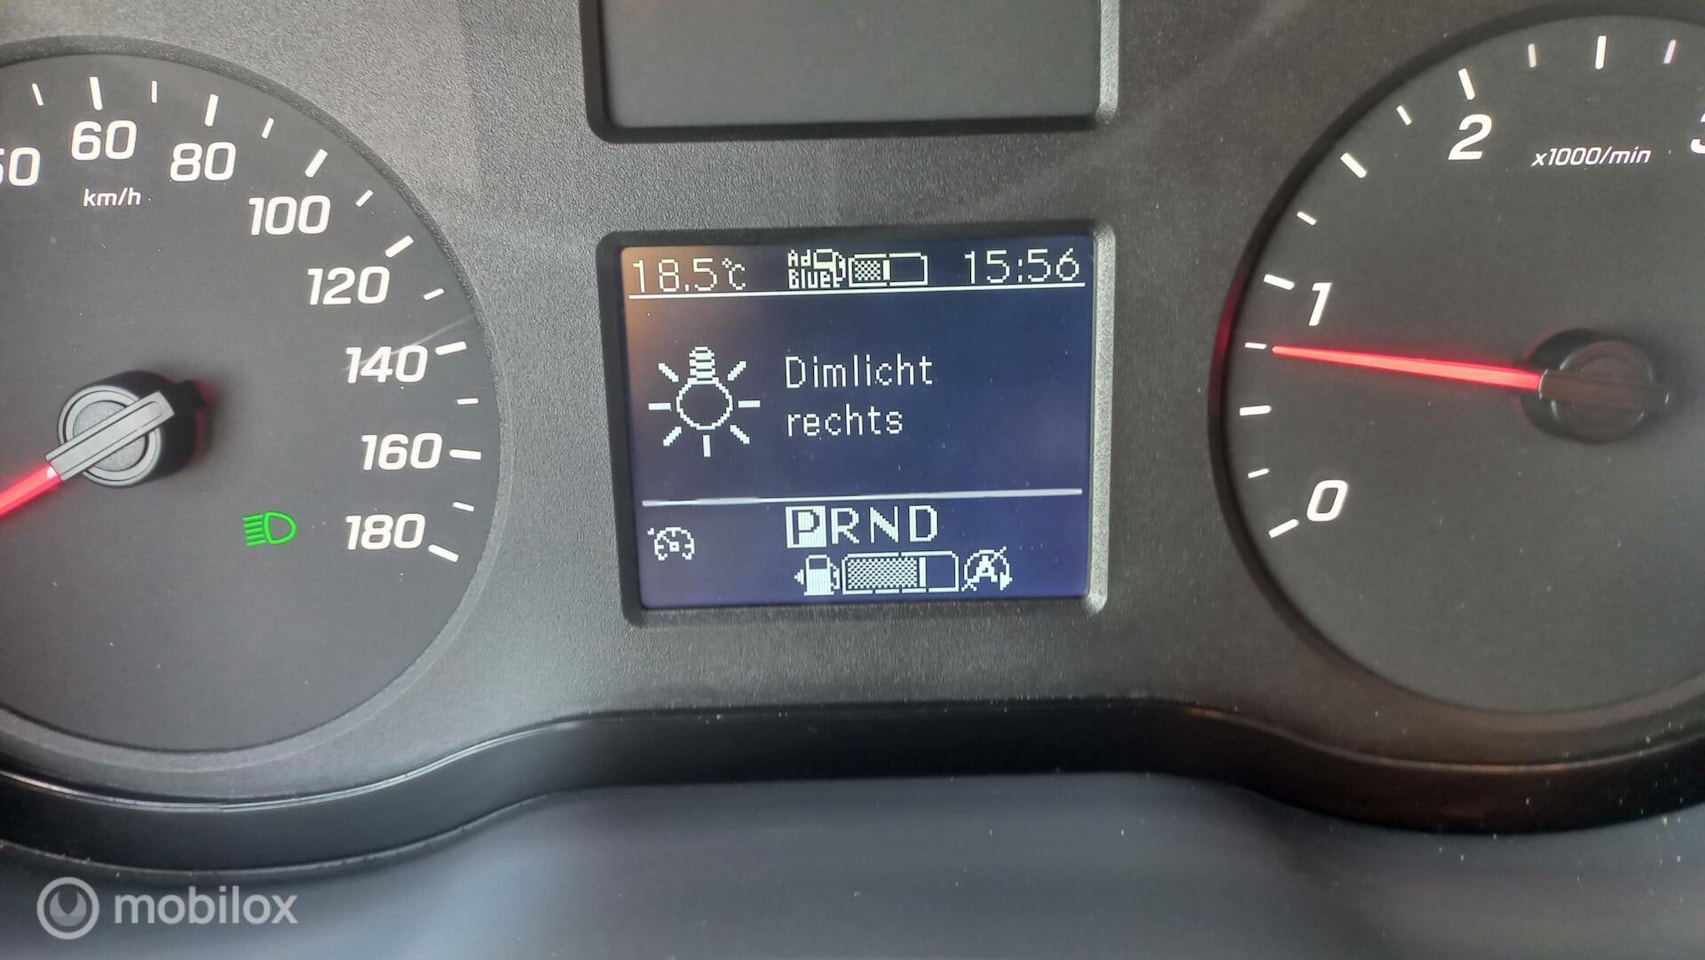 60
km/h
80
100
120
140
160
180
18.5°C
Ad
Blue
15:56
Dimlicht
rechts
PRND
A
2
x1000/min
1
0
mobilox